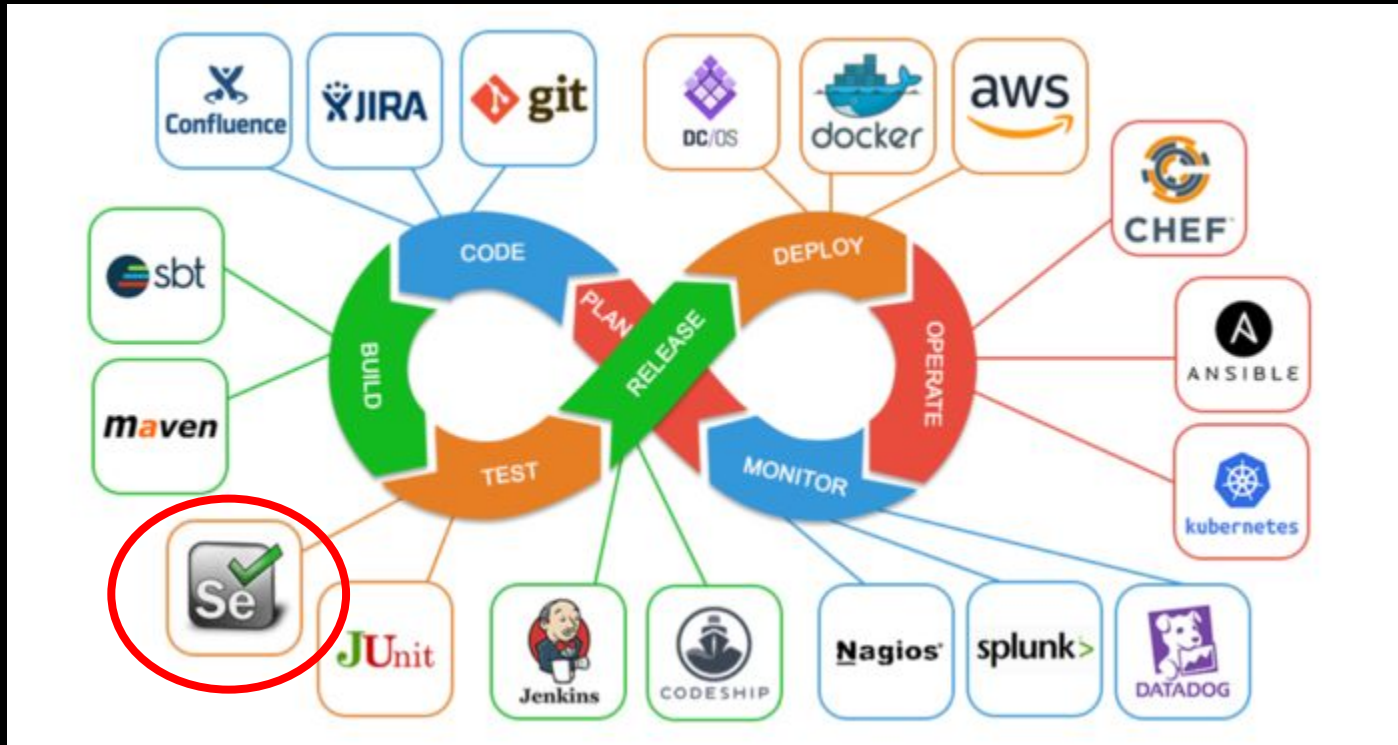 Confluence
JIRA
git
DC/OS
docker
aws
CHEF
sbt
CODE
PLAN
RELEASE
DEPLOY
OPERATE
ANSIBLE
BUILD
maven
TEST
MONITOR
kubernetes
Se
JUnit
Jenkins
CODESHIP
Nagios
splunk>
DATADOG